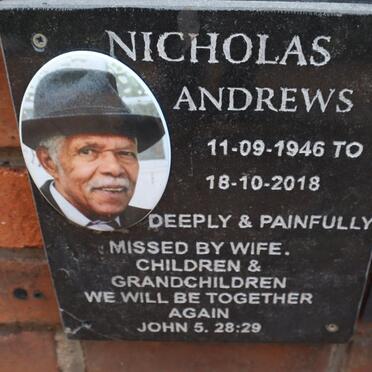 NICHOLAS
ANDREWS
11-09-1946 TO
18-10-2018
DEEPLY & PAINFULLY
MISSED BY WIFE.
CHILDREN &
GRANDCHILDREN
WE WILL BE TOGETHER
AGAIN
JOHN 5. 28:29